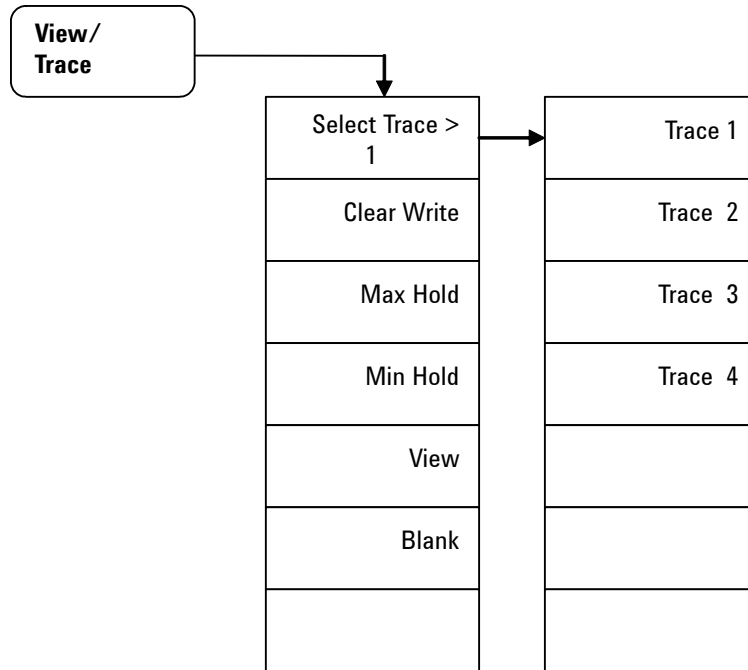 View/
Trace
Select Trace >
1
Clear Write
Max Hold
Min Hold
View
Blank
Trace 1
Trace 2
Trace 3
Trace 4